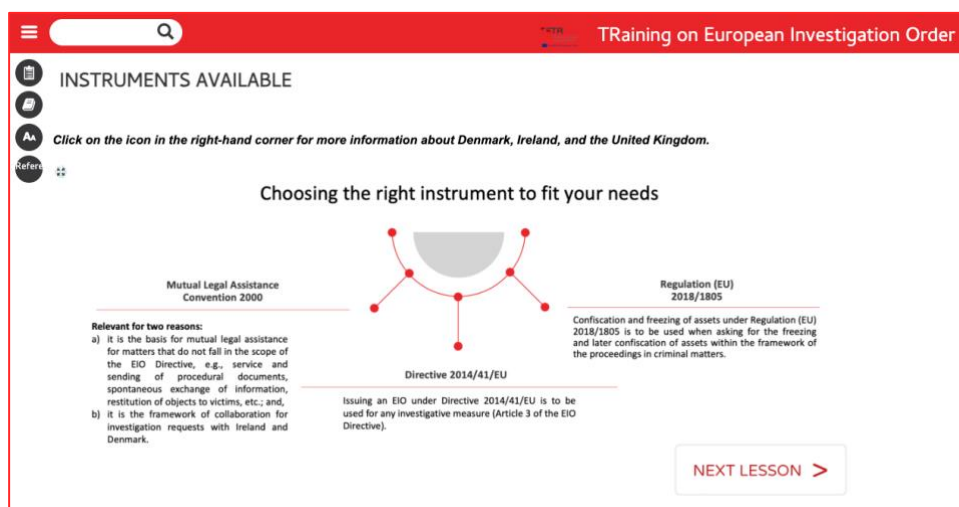 TRaining on European Investigation Order
INSTRUMENTS AVAILABLE
Click on the icon in the right-hand corner for more information about Denmark, Ireland, and the United Kingdom.
AA
Refere
Choosing the right instrument to fit your needs
Mutual Legal Assistance
Convention 2000
Relevant for two reasons:
a) it is the basis for mutual legal assistance
for matters that do not fall in the scope of
the EIO Directive, e.g., service and
sending of procedural documents,
spontaneous exchange of information,
restitution of objects to victims, etc.; and,
b) it is the framework of collaboration for
investigation requests with Ireland and
Denmark.
Directive 2014/41/EU
Issuing an EIO under Directive 2014/41/EU is to be
used for any investigative measure (Article 3 of the EIO
Directive).
Regulation (EU)
2018/1805
Confiscation and freezing of assets under Regulation (EU)
2018/1805 is to be used when asking for the freezing
and later confiscation of assets within the framework of
the proceedings in criminal matters.
NEXT LESSON >